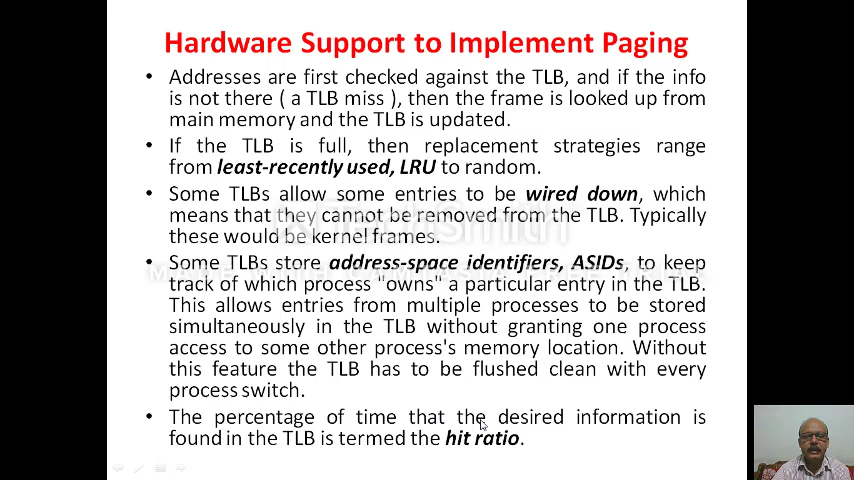 Hardware Support to Implement Paging
• Addresses are first checked against the TLB, and if the info
is not there ( a TLB miss ), then the frame is looked up from
main memory and the TLB is updated.
• If the TLB is full, then replacement strategies range
from least-recently used, LRU to random.
• Some TLBs allow some entries to be wired down, which
means that they cannot be removed from the TLB. Typically
these would be kernel frames.
• Some TLBs store address-space identifiers, ASIDs, to keep
track of which process "owns" a particular entry in the TLB.
This allows entries from multiple processes to be stored
simultaneously in the TLB without granting one process
access to some other process's memory location. Without
this feature the TLB has to be flushed clean with every
process switch.
• The percentage of time that the desired information is
found in the TLB is termed the hit ratio.
TechSmith
MADE WITH CAMTASIA FREE TRIAL